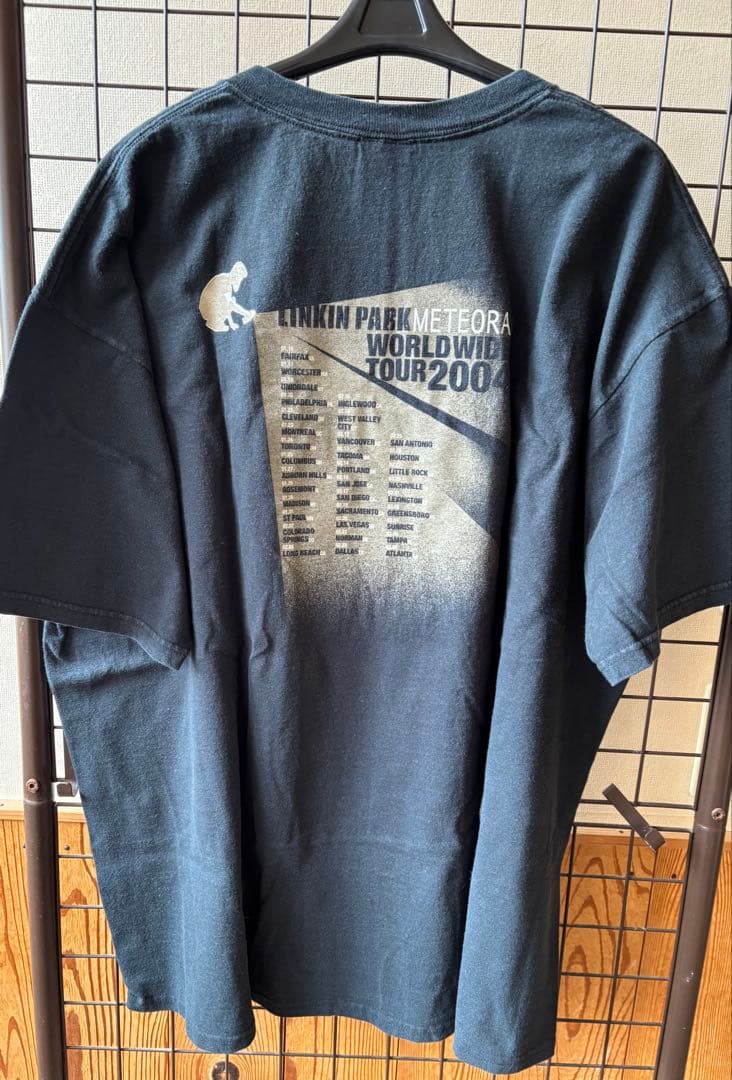 LINKIN PARK METEORA
WORLDWIDE
TOUR 2004
FAIRFAX
WORCESTER
UNIONDALE
PHILADELPHIA
CLEVELAND
MONTREAL
TORONTO
COLUMBUS
AUBURN HILLS
ROSEMONT
MADISON
ST PAUL
COLORADO
SPRINGS
LONG BEACH
INGLEWOOD
WEST VALLEY
CITY
VANCOUVER
TACOMA
PORTLAND
SAN JOSE
SAN DIEGO
SACRAMENTO
LAS VEGAS
NORMAN
DALLAS
SAN ANTONIO
HOUSTON
LITTLE ROCK
NASHVILLE
LEXINGTON
GREENSBORO
SUNRISE
TAMPA
ATLANTA